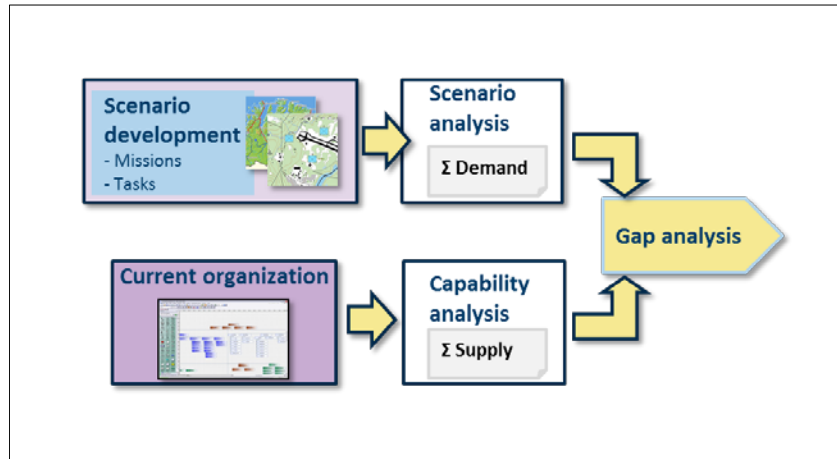 Scenario
development
- Missions
- Tasks
Scenario
analysis
Σ Demand
Gap analysis
Current organization
Capability
analysis
Σ Supply